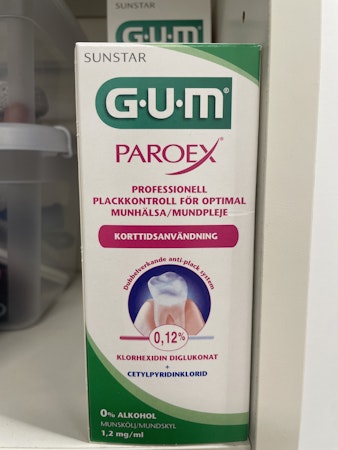 SUNSTAR
SUNSTAR
G·U·M®
PAROEX®
PROFESSIONELL
PLACKKONTROLL FÖR OPTIMAL
MUNHÄLSA/MUNDPLEJE
KORTTIDSANVÄNDNING
Dubbelverkande anti-plack system
0,12%
KLORHEXIDIN DIGLUKONAT
+
CETYLPYRIDINKLORID
0% ALKOHOL
MUNSKÖLJ/MUNDSKYL
1,2 mg/ml